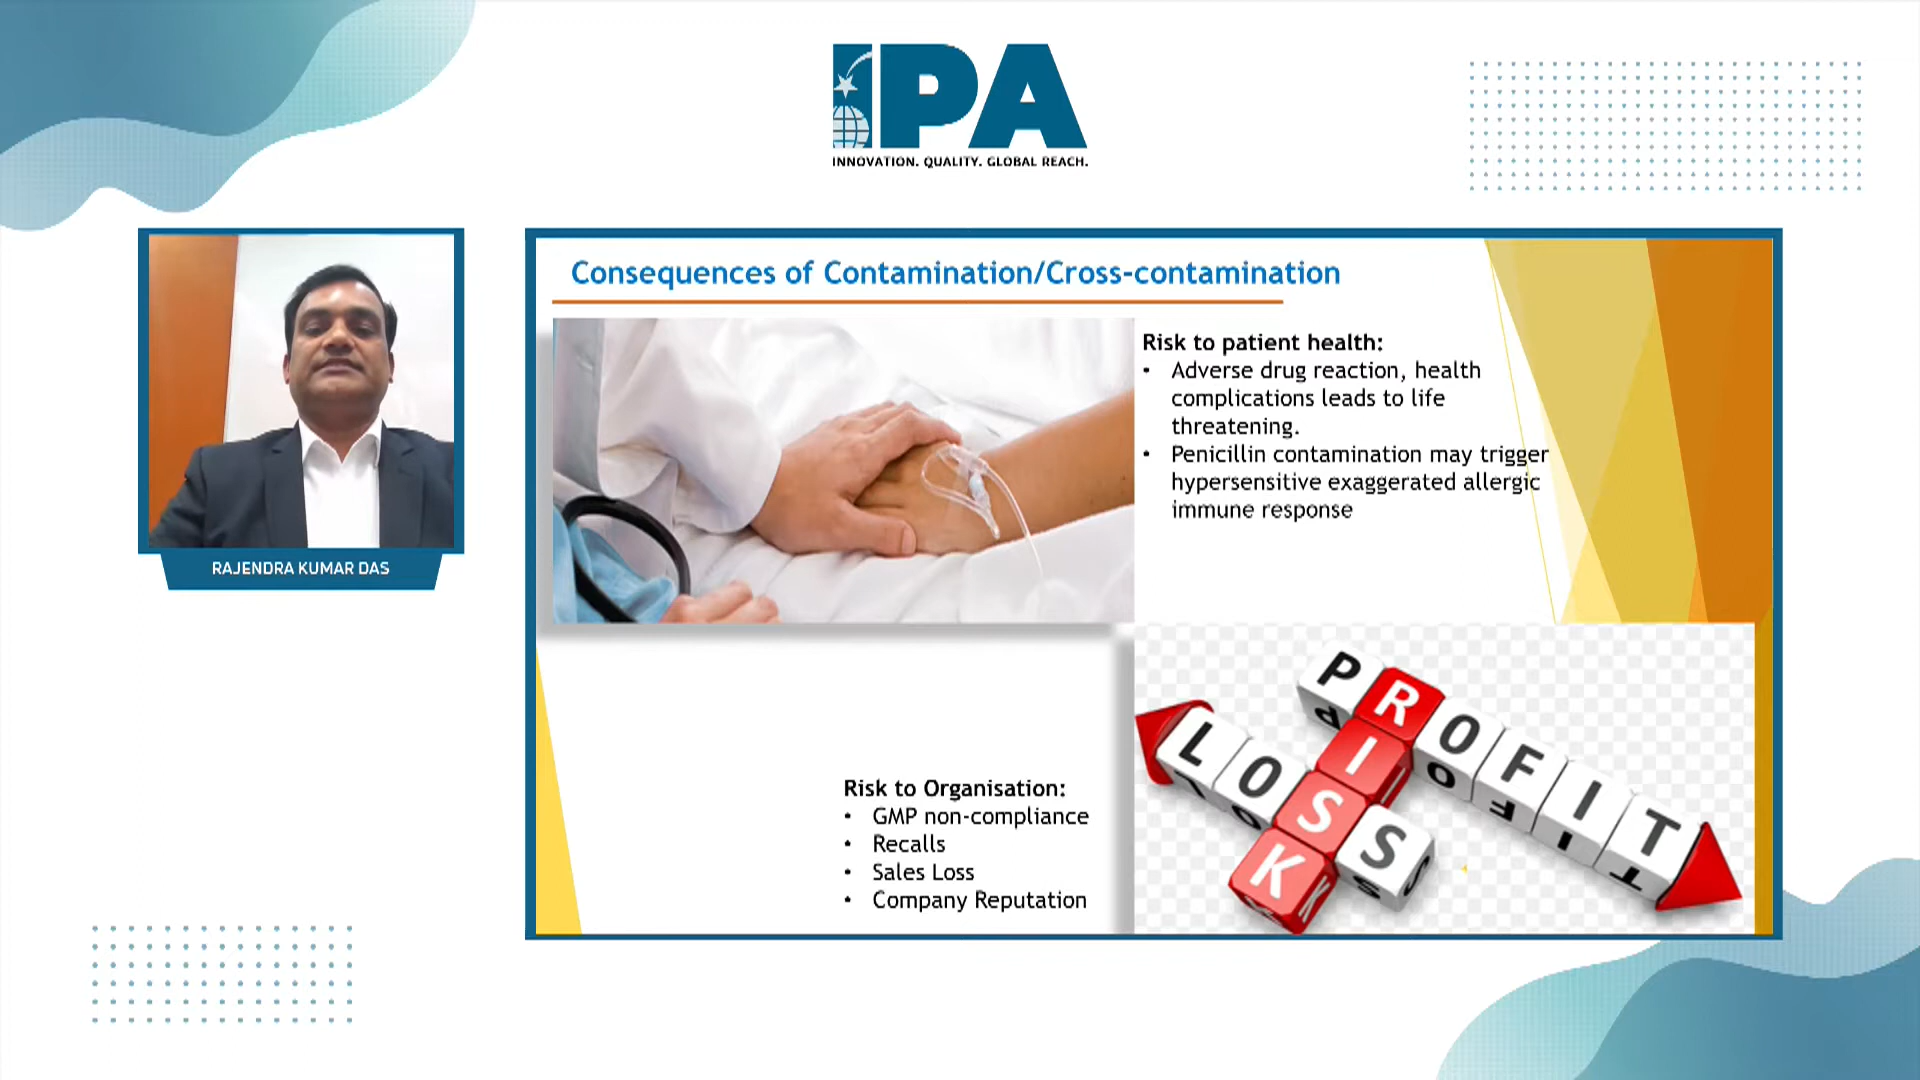 IPA
INNOVATION. QUALITY. GLOBAL REACH.
RAJENDRA KUMAR DAS
Consequences of Contamination/Cross-contamination
Risk to patient health:
• Adverse drug reaction, health
complications leads to life
threatening.
• Penicillin contamination may trigger
hypersensitive exaggerated allergic
immune response
Risk to Organisation:
• GMP non-compliance
• Recalls
• Sales Loss
• Company Reputation
PROFIT
LOSS
RISK